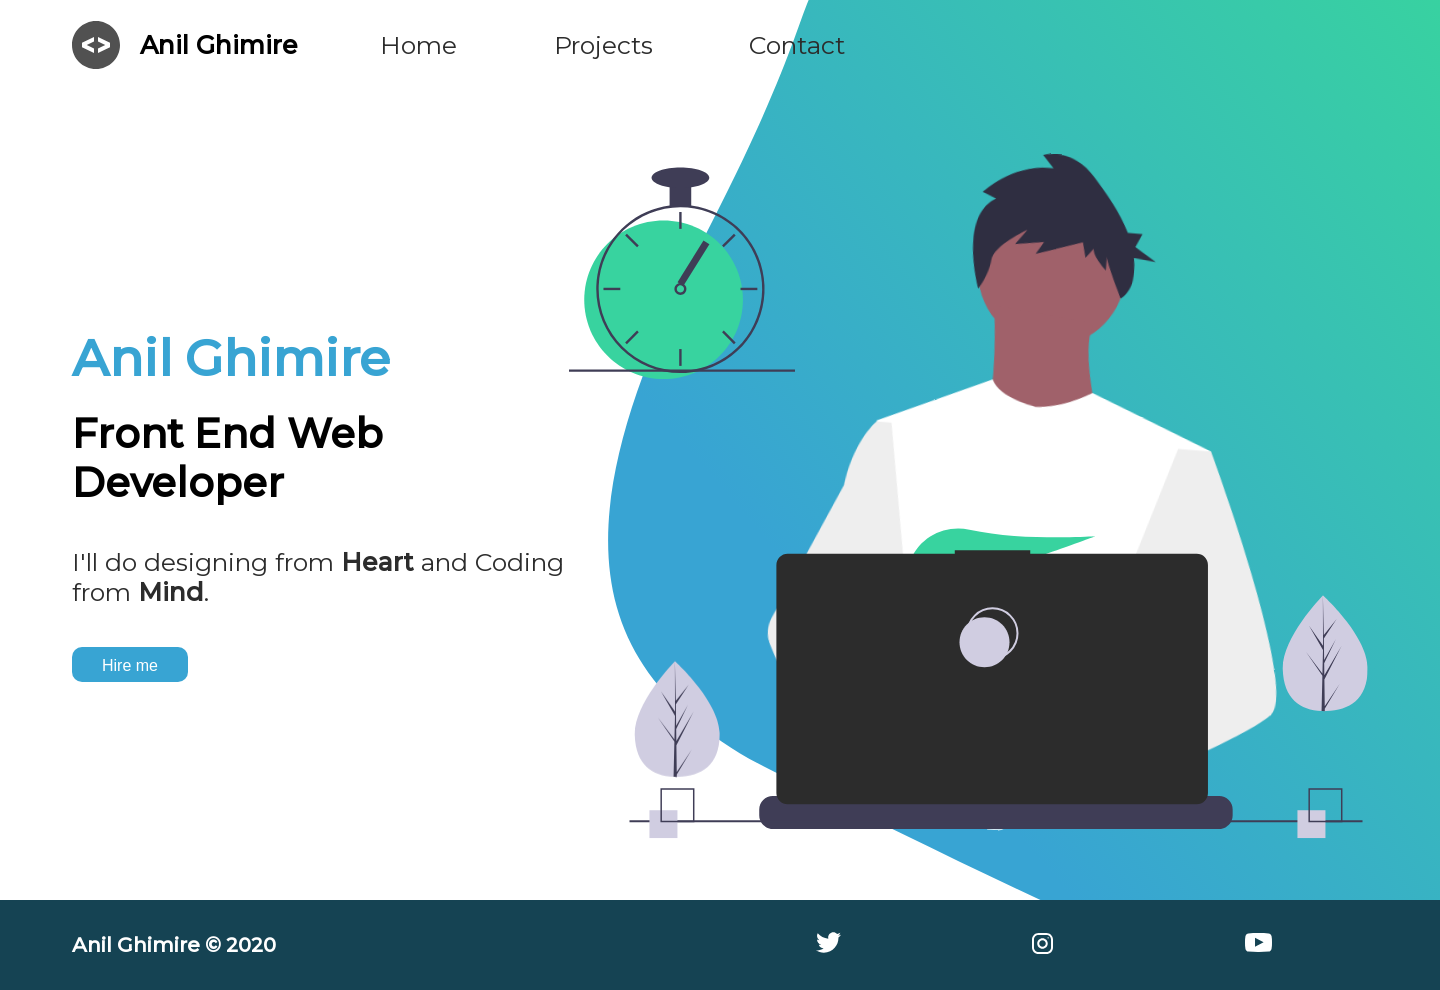 <> Anil Ghimire Home Projects Contact
Anil Ghimire
Front End Web
Developer
I'll do designing from Heart and Coding
from Mind.
Hire me
Anil Ghimire © 2020